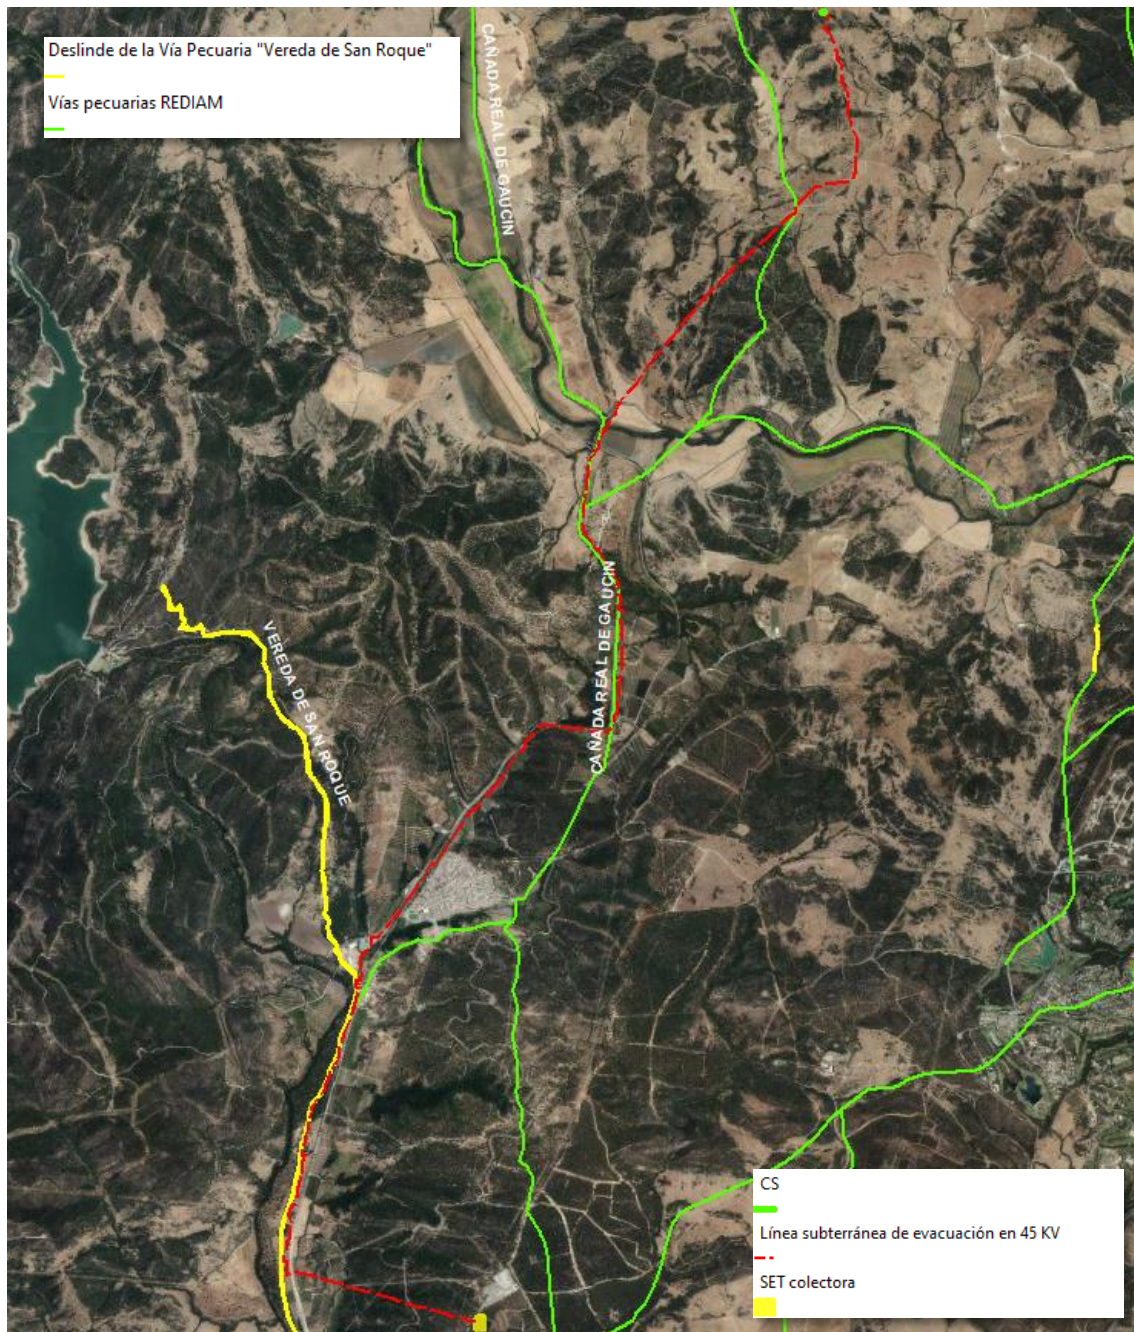 Deslinde de la Vía Pecuaria "Vereda de San Roque"
Vías pecuarias REDIAM
CAÑADA REAL DE GAUCIN
CAÑADA REAL DE GAUCIN
VEREDA DE SAN ROQUE
CS
Línea subterránea de evacuación en 45 KV
SET colectora